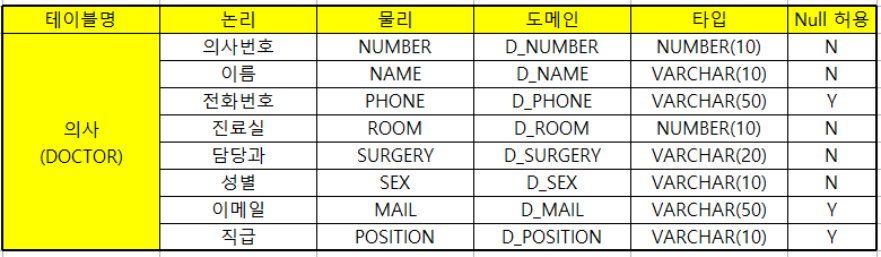 테이블명 논리 물리 도메인 타입 Null 허용
의사번호 NUMBER D_NUMBER NUMBER(10) N
이름 NAME D_NAME VARCHAR(10) N
전화번호 PHONE D_PHONE VARCHAR(50) Y
의사
(DOCTOR)
진료실 ROOM D_ROOM NUMBER(10) N
담당과 SURGERY D_SURGERY VARCHAR(20) N
성별 SEX D_SEX VARCHAR(10) N
이메일 MAIL D_MAIL VARCHAR(50) Y
직급 POSITION D_POSITION VARCHAR(10) Y